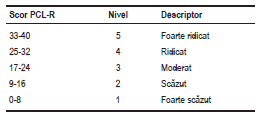 Scor PCL-R Nivel Descriptor
33-40 5 Foarte ridicat
25-32 4 Ridicat
17-24 3 Moderat
9-16 2 Scăzut
0-8 1 Foarte scăzut